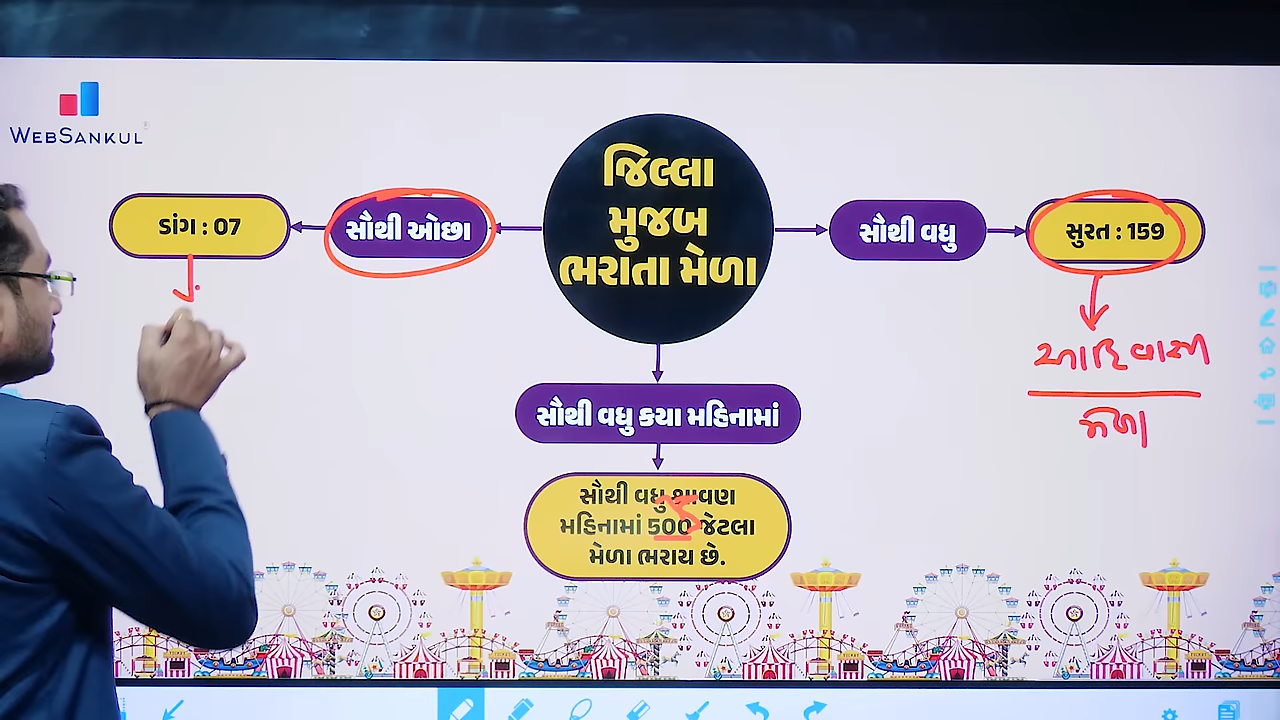 WEBSANKUL
જિલ્લા
મુજબ
ભરાતા મેળા
ડાંગ : 07
સૌથી ઓછા
સૌથી વધુ
સુરત : 159
આદિવાસી
મેળા
સૌથી વધુ કયા મહિનામાં
સૌથી વધુ શ્રાવણ
મહિનામાં 500 જેટલા
મેળા ભરાય છે.